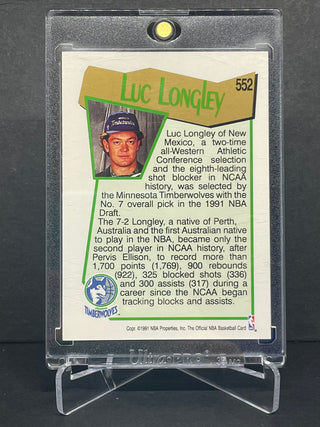 552
LUC LONGLEY
Timberwolves
Luc Longley of New
Mexico, a two-time
all-Western Athletic
Conference selection
and the eighth-leading
shot blocker in NCAA
history, was selected by
the Minnesota Timberwolves with
the No. 7 overall pick in the 1991 NBA
Draft.
The 7-2 Longley, a native of Perth,
Australia and the first Australian native
to play in the NBA, became only the
second player in NCAA history, after
Pervis Ellison, to record more than
1,700 points (1,769), 900 rebounds
(922), 325 blocked shots (336)
and 300 assists (317) during a
career since the NCAA began
tracking blocks and assists.
TIMBERWOLVES
Copr. ©1991 NBA Properties, Inc. The Official NBA Basketball Card